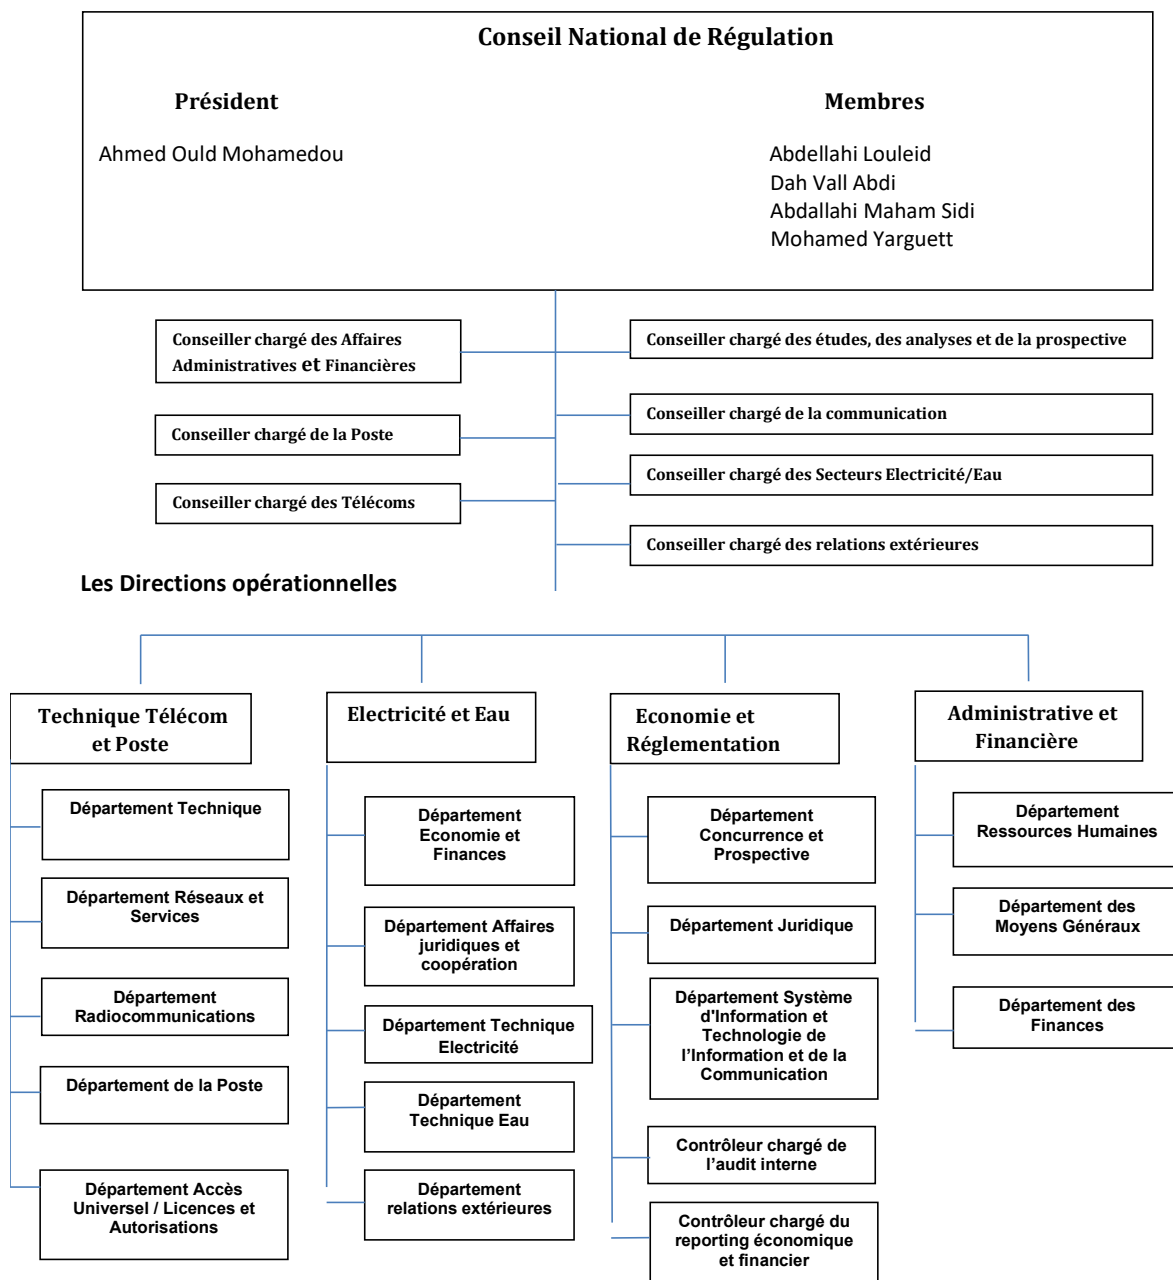 Conseil National de Régulation
Président
Ahmed Ould Mohamedou
Membres
Abdellahi Louleid
Dah Vall Abdi
Abdallahi Maham Sidi
Mohamed Yarguett
Conseiller chargé des Affaires
Administratives et Financières
Conseiller chargé de la Poste
Conseiller chargé des Télécoms
Conseiller chargé des études, des analyses et de la prospective
Conseiller chargé de la communication
Conseiller chargé des Secteurs Electricité/Eau
Conseiller chargé des relations extérieures
Les Directions opérationnelles
Technique Télécom
et Poste
Département Technique
Département Réseaux et
Services
Département
Radiocommunications
Département de la Poste
Département Accès
Universel / Licences et
Autorisations
Electricité et Eau
Département
Economie et
Finances
Département Affaires
juridiques et
coopération
Département Technique
Electricité
Département
Technique Eau
Département
relations extérieures
Economie et
Réglementation
Département
Concurrence et
Prospective
Département Juridique
Département Système
d'Information et
Technologie de
l’Information et de la
Communication
Contrôleur chargé de
l’audit interne
Contrôleur chargé du
reporting économique
et financier
Administrative et
Financière
Département
Ressources Humaines
Département des
Moyens Généraux
Département des
Finances